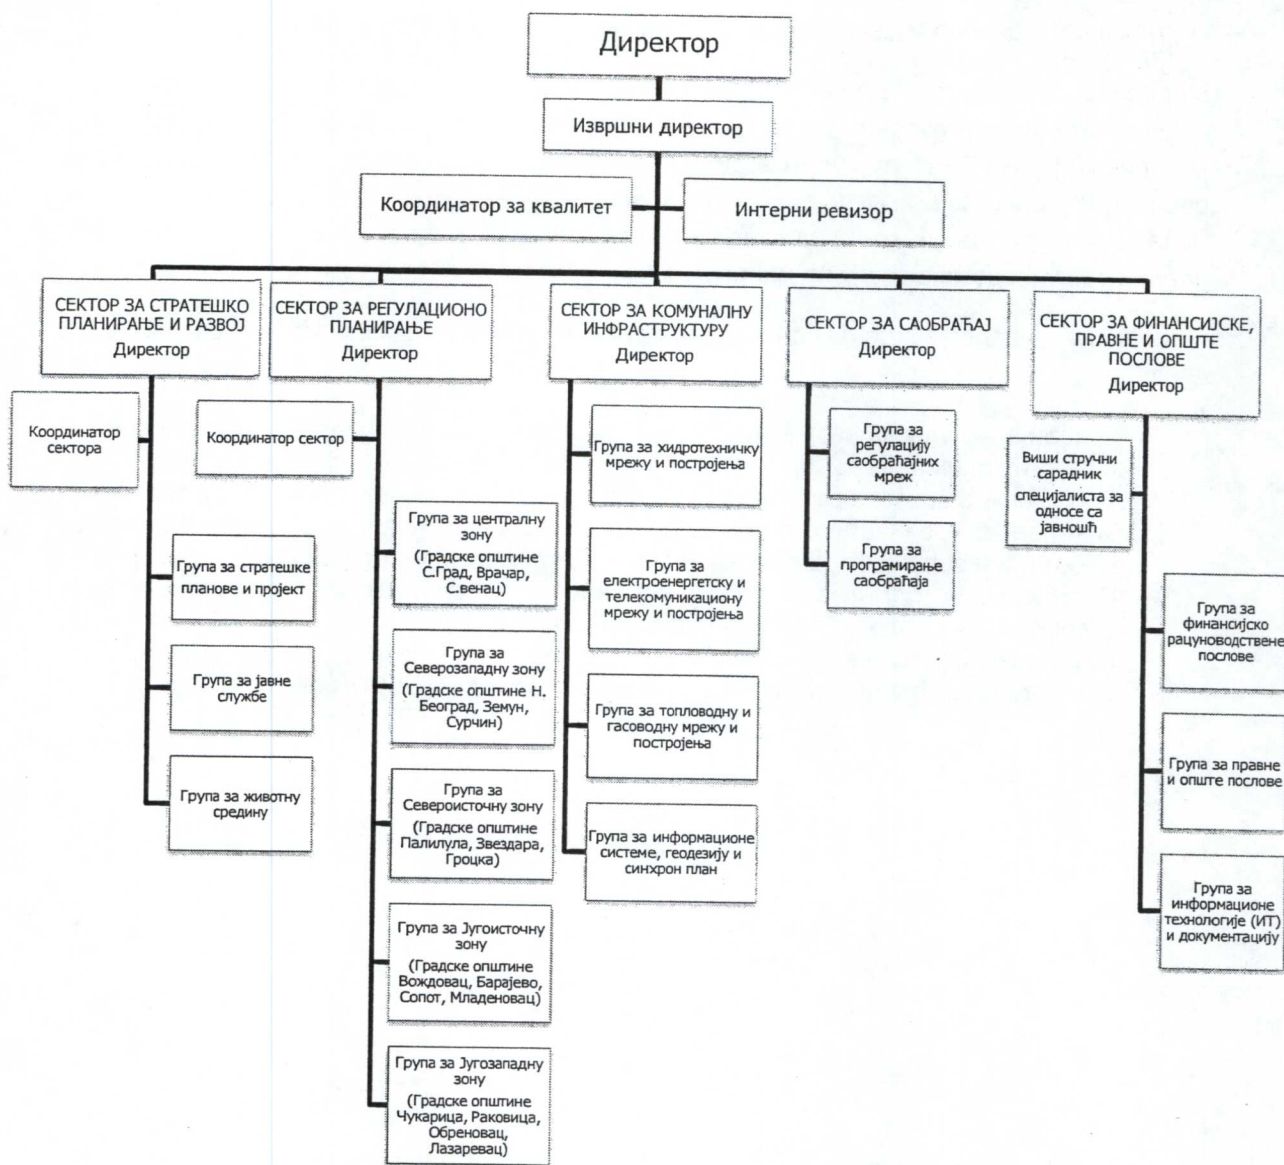 Директор
Извршни директор
Координатор за квалитет
Интерни ревизор
СЕКТОР ЗА СТРАТЕШКО
ПЛАНИРАЊЕ И РАЗВОЈ
Директор
Координатор
сектора
Група за стратешке
планове и пројект
Група за јавне
службе
Група за животну
средину
СЕКТОР ЗА РЕГУЛАЦИОНО
ПЛАНИРАЊЕ
Директор
Координатор сектор
Група за централну
зону
(Градске општине
С.Град, Врачар,
С.венац)
Група за
Северозападну зону
(Градске општине Н.
Београд, Земун,
Сурчин)
Група за
Североисточну зону
(Градске општине
Палилула, Звездара,
Гроцка)
Група за Југоисточну
зону
(Градске општине
Вождовац, Барајево,
Сопот, Младеновац)
Група за Југозападну
зону
(Градске општине
Чукарица, Раковица,
Обреновац,
Лазаревац)
СЕКТОР ЗА КОМУНАЛНУ
ИНФРАСТРУКТУРУ
Директор
Група за хидротехничку
мрежу и постројења
Група за
електроенергетску и
телекомуникациону
мрежу и постројења
Група за топловодну и
гасоводну мрежу и
постројења
Група за информационе
системе, геодезију и
синхрон план
СЕКТОР ЗА САОБРАЋАЈ
Директор
Група за
регулацију
саобраћајних
мреж
Група за
програмирање
саобраћаја
СЕКТОР ЗА ФИНАНСИЈСКЕ,
ПРАВНЕ И ОПШТЕ
ПОСЛОВЕ
Директор
Виши стручни
сарадник
специјалиста за
односе са
јавношћ
Група за
финансијско
рацуноводствене
послове
Група за правне
и опште послове
Група за
информационе
технологије (ИТ)
и документацију